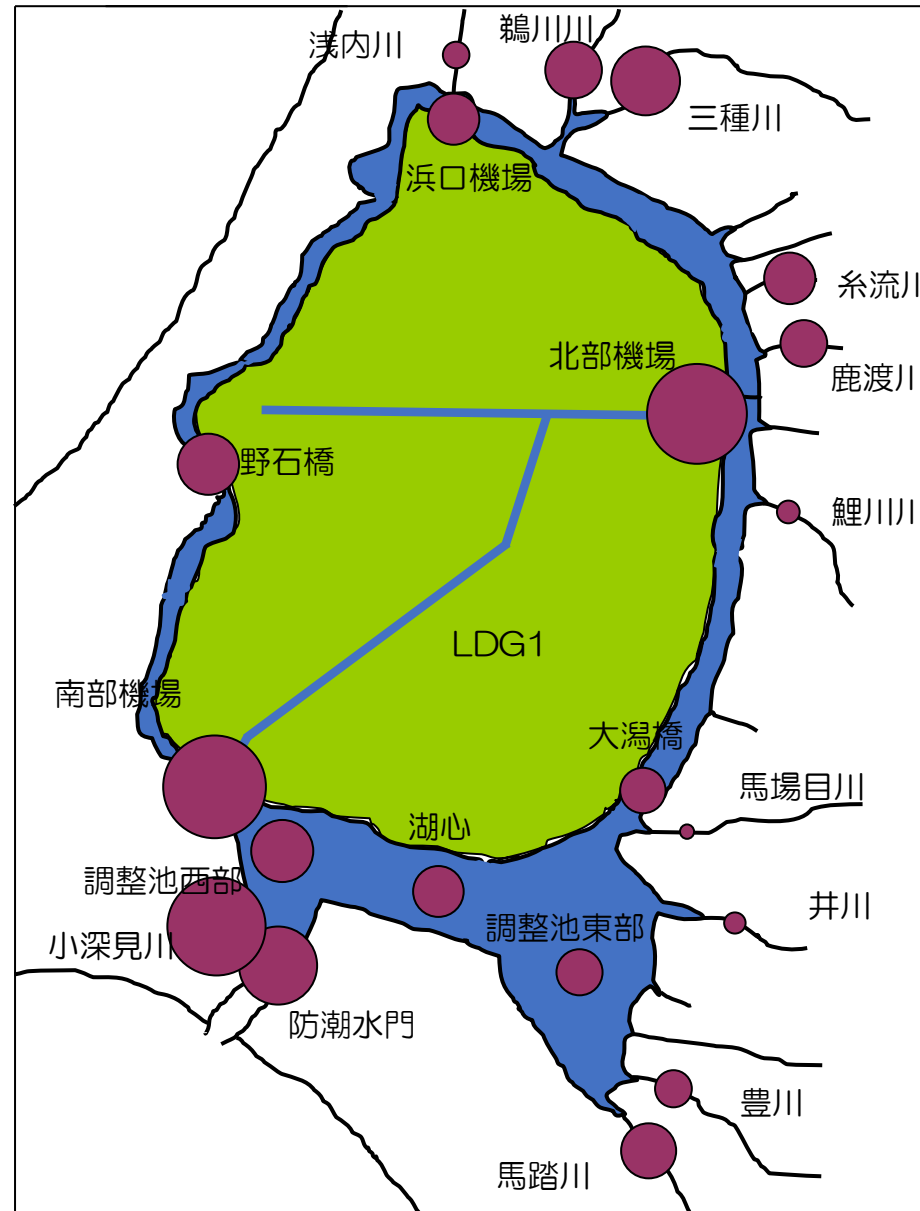 浅内川
鵜川川
三種川
浜口機場
糸流川
北部機場
鹿渡川
野石橋
鯉川川
LDG1
南部機場
大潟橋
馬場目川
湖心
調整池西部
井川
調整池東部
小深見川
防潮水門
豊川
馬踏川